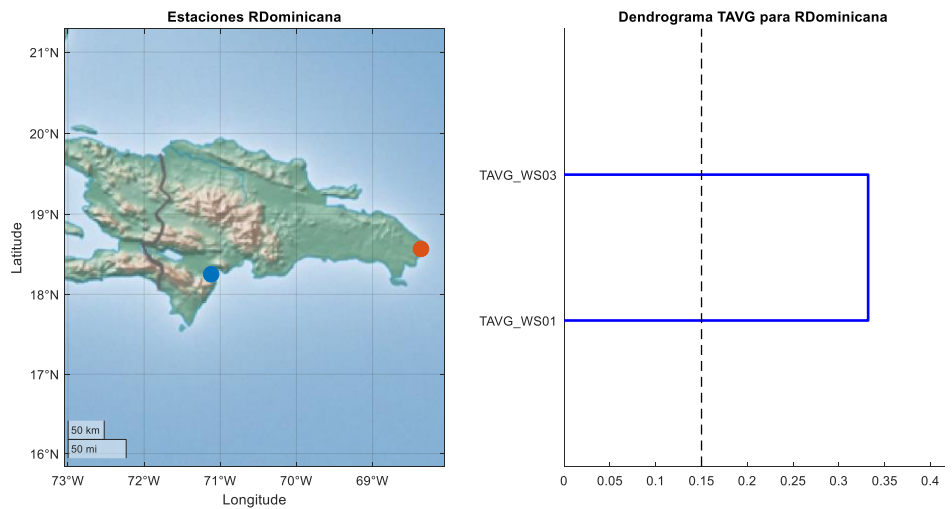 Estaciones RDominicana
21°N
20°N
19°N
18°N
17°N
16°N
Latitude
50 km
50 mi
73°W
72°W
71°W
70°W
69°W
Longitude
Dendrograma TAVG para RDominicana
TAVG_WS03
TAVG_WS01
0
0.05
0.1
0.15
0.2
0.25
0.3
0.35
0.4